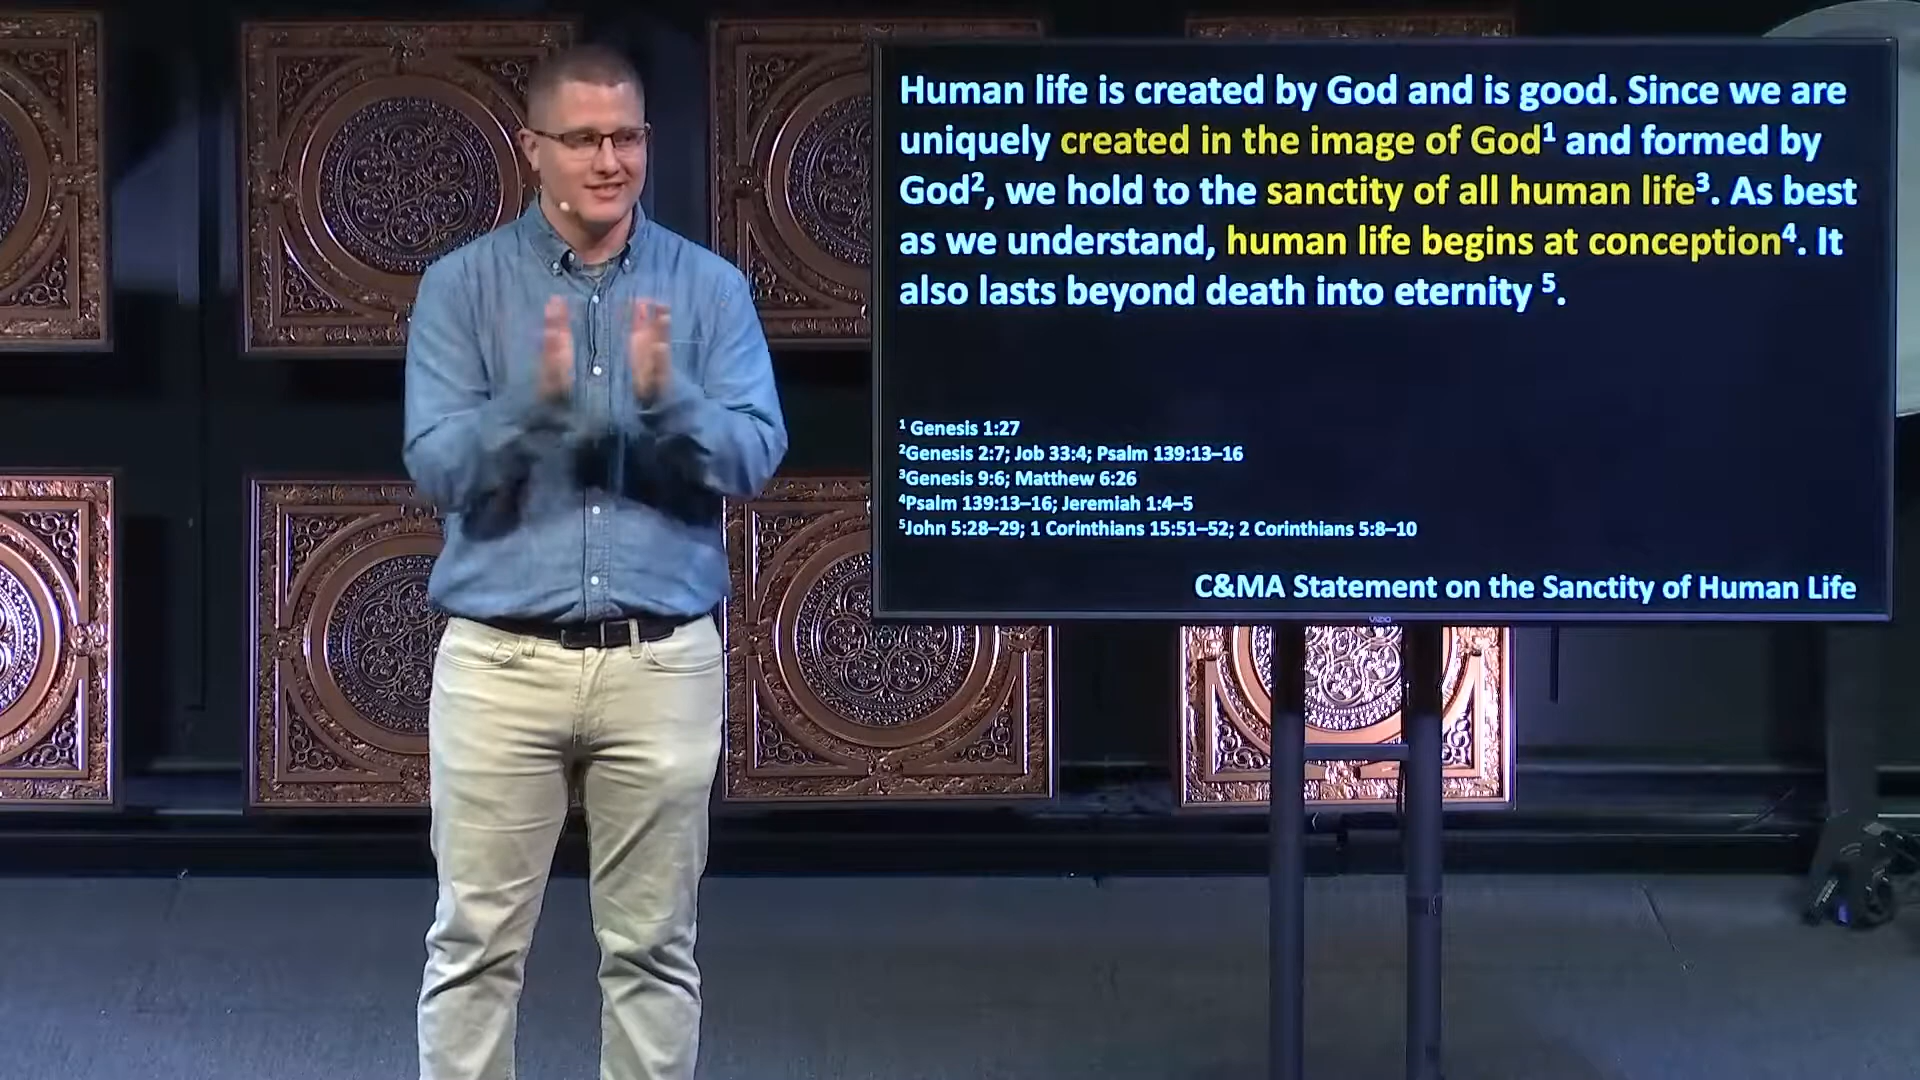 Human life is created by God and is good. Since we are
uniquely created in the image of God¹ and formed by
God², we hold to the sanctity of all human life³. As best
as we understand, human life begins at conception⁴. It
also lasts beyond death into eternity ⁵.
¹ Genesis 1:27
²Genesis 2:7; Job 33:4; Psalm 139:13–16
³Genesis 9:6; Matthew 6:26
⁴Psalm 139:13–16; Jeremiah 1:4–5
⁵John 5:28–29; 1 Corinthians 15:51–52; 2 Corinthians 5:8–10
C&MA Statement on the Sanctity of Human Life
VIZIO